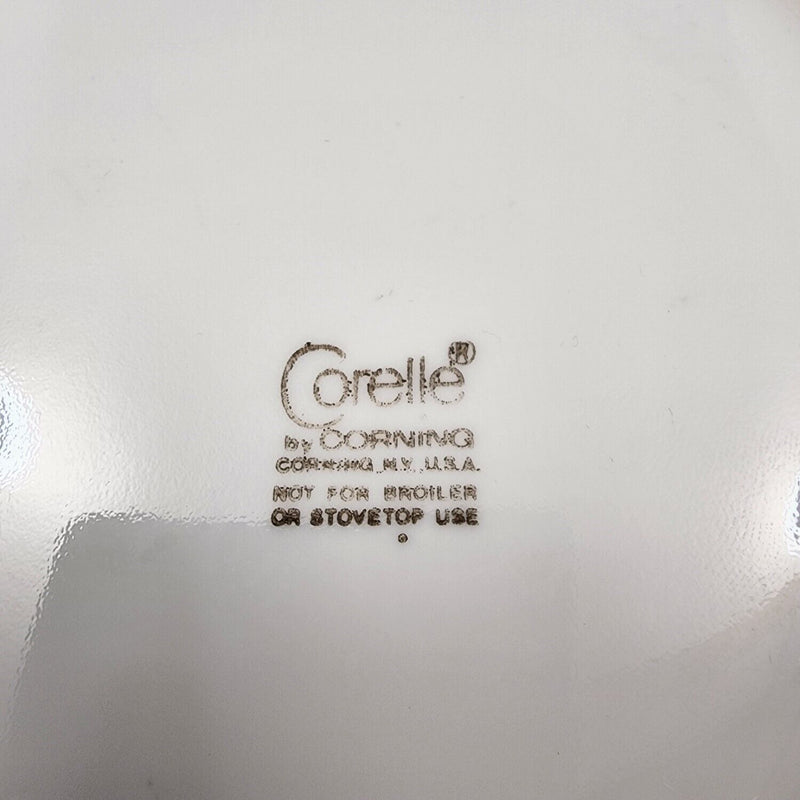 Corelle®
by CORNING
CORNING, N.Y., U.S.A.
NOT FOR BROILER
OR STOVETOP USE